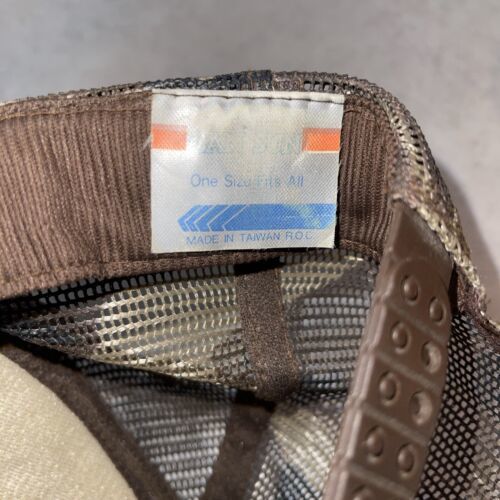 One Size Fits All
MADE IN TAIWAN R.O.C.